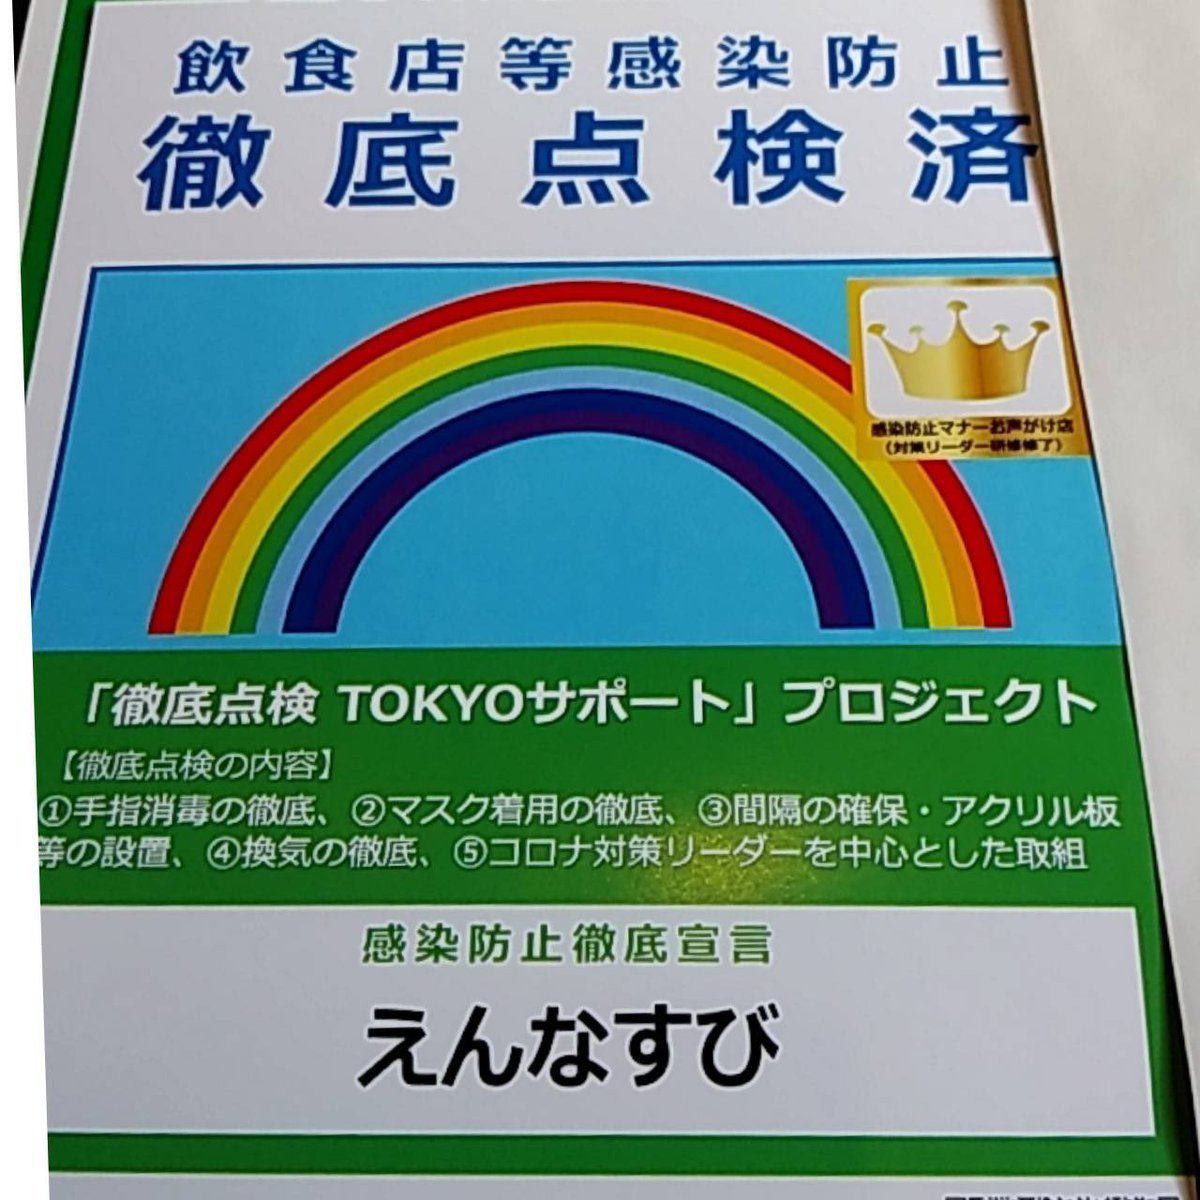 飲食店等感染防止
徹底点検済
感染防止マナーお声がけ店
(対策リーダー研修修了)
「徹底点検 TOKYOサポート」プロジェクト
【徹底点検の内容】
①手指消毒の徹底、②マスク着用の徹底、③間隔の確保・アクリル板
等の設置、④換気の徹底、⑤コロナ対策リーダーを中心とした取組
感染防止徹底宣言
えんなすび